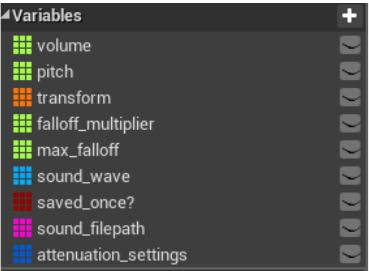 Variables
volume
pitch
transform
falloff_multiplier
max_falloff
sound_wave
saved_once?
sound_filepath
attenuation_settings